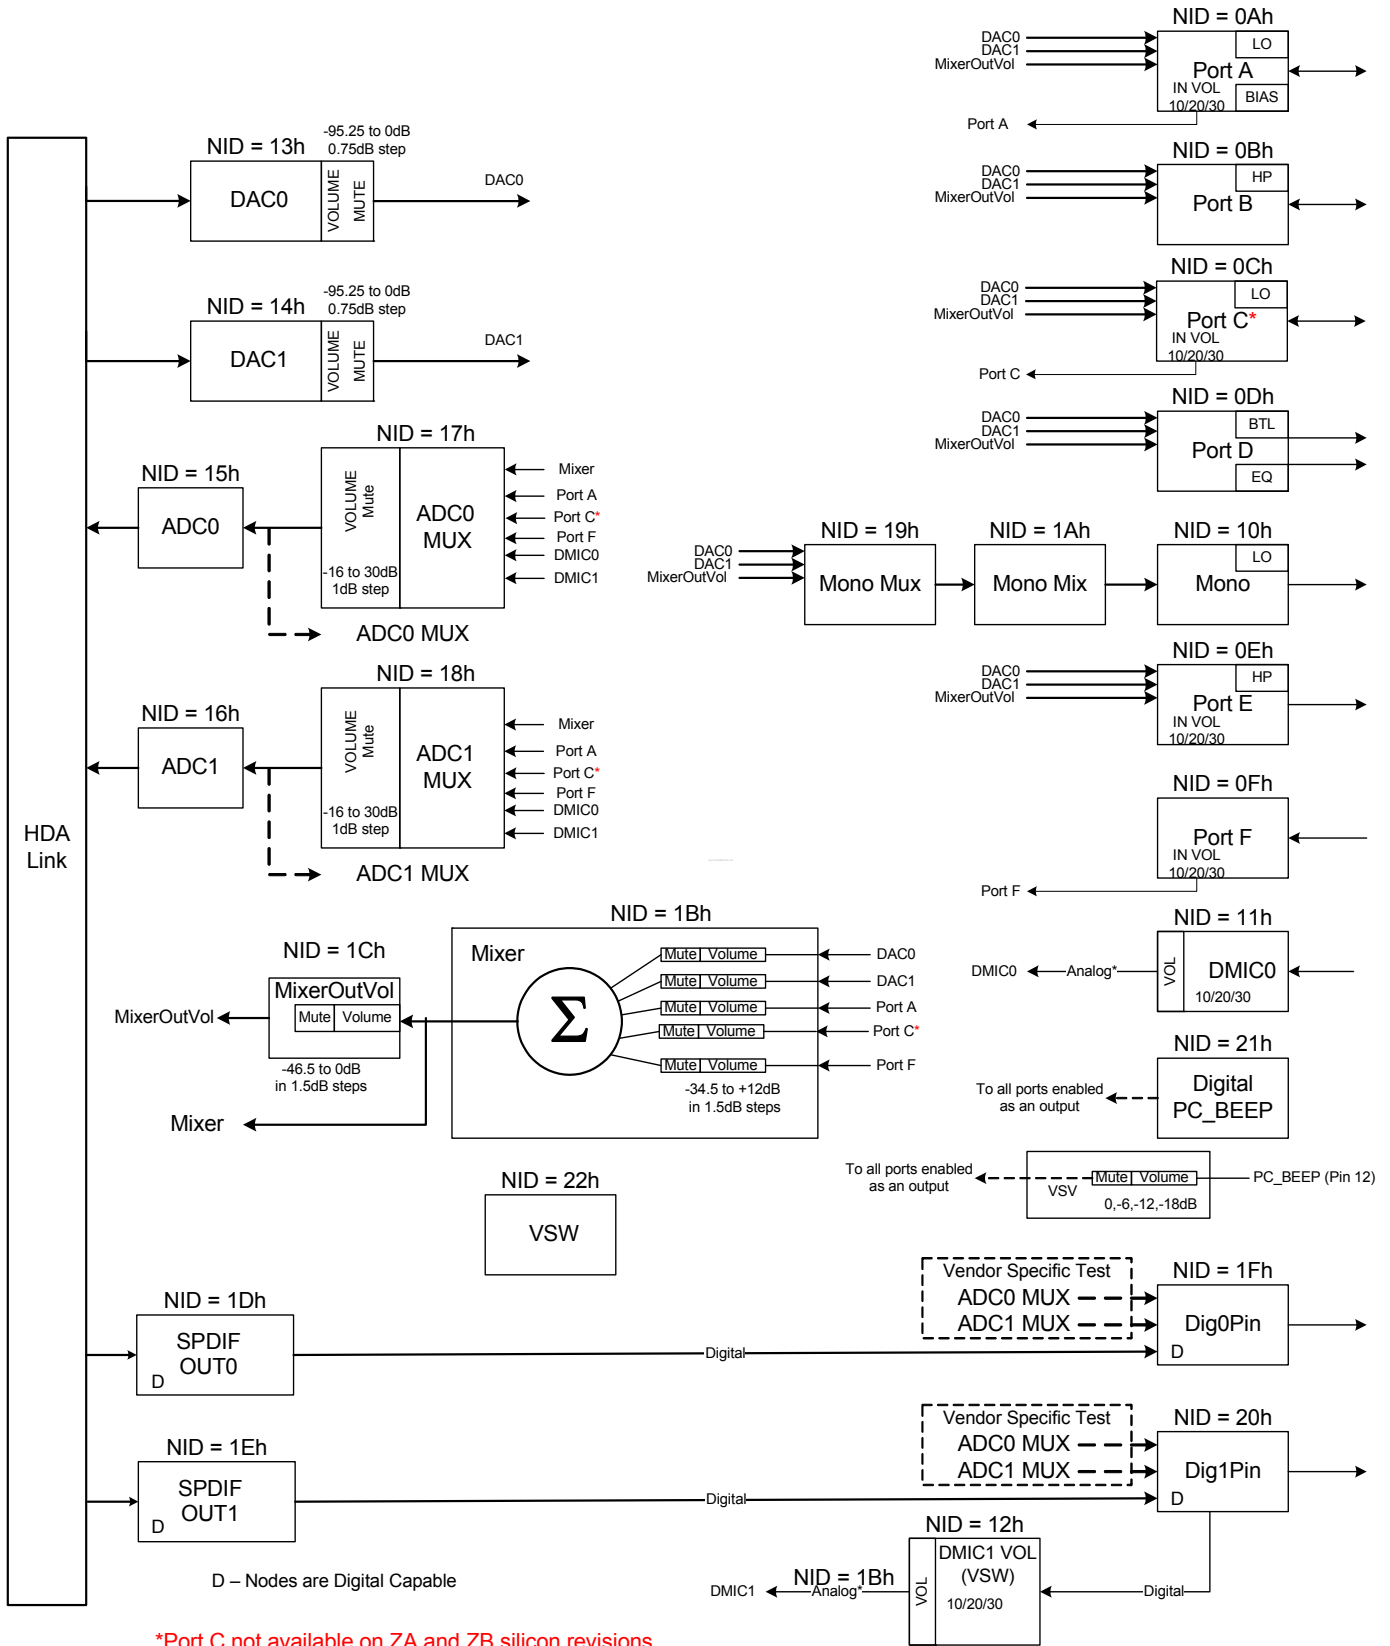 NID = 0Ah
DAC0
DAC1
MixerOutVol
LO
Port A
IN VOL
10/20/30
BIAS
Port A
NID = 13h
-95.25 to 0dB
0.75dB step
DAC0
VOLUME
MUTE
DAC0
NID = 0Bh
DAC0
DAC1
MixerOutVol
HP
Port B
NID = 0Ch
DAC0
DAC1
MixerOutVol
LO
Port C*
IN VOL
10/20/30
Port C
NID = 14h
-95.25 to 0dB
0.75dB step
DAC1
VOLUME
MUTE
DAC1
NID = 0Dh
DAC0
DAC1
MixerOutVol
BTL
Port D
EQ
NID = 17h
NID = 15h
ADC0
VOLUME
Mute
-16 to 30dB
1dB step
ADC0
MUX
Mixer
Port A
Port C*
Port F
DMIC0
DMIC1
ADC0 MUX
NID = 19h
NID = 1Ah
NID = 10h
DAC0
DAC1
MixerOutVol
Mono Mux
Mono Mix
LO
Mono
NID = 18h
NID = 16h
ADC1
VOLUME
Mute
-16 to 30dB
1dB step
ADC1
MUX
Mixer
Port A
Port C*
Port F
DMIC0
DMIC1
ADC1 MUX
NID = 0Eh
DAC0
DAC1
MixerOutVol
HP
Port E
IN VOL
10/20/30
NID = 0Fh
Port F
IN VOL
10/20/30
Port F
HDA
Link
NID = 1Bh
Mixer
Σ
Mute Volume
Mute Volume
Mute Volume
Mute Volume
Mute Volume
DAC0
DAC1
Port A
Port C*
Port F
-34.5 to +12dB
in 1.5dB steps
NID = 1Ch
MixerOutVol
Mute Volume
-46.5 to 0dB
in 1.5dB steps
MixerOutVol
Mixer
NID = 11h
DMIC0
Analog*
VOL
DMIC0
10/20/30
NID = 21h
To all ports enabled
as an output
Digital
PC_BEEP
To all ports enabled
as an output
VSV
Mute Volume
0,-6,-12,-18dB
PC_BEEP (Pin 12)
NID = 22h
VSW
Vendor Specific Test
ADC0 MUX
ADC1 MUX
NID = 1Fh
Dig0Pin
D
NID = 1Dh
SPDIF
OUT0
D
Digital
Vendor Specific Test
ADC0 MUX
ADC1 MUX
NID = 20h
Dig1Pin
D
NID = 1Eh
SPDIF
OUT1
D
Digital
NID = 12h
DMIC1 VOL
(VSW)
10/20/30
VOL
NID = 1Bh
DMIC1
Analog*
Digital
D – Nodes are Digital Capable
*Port C not available on ZA and ZB silicon revisions